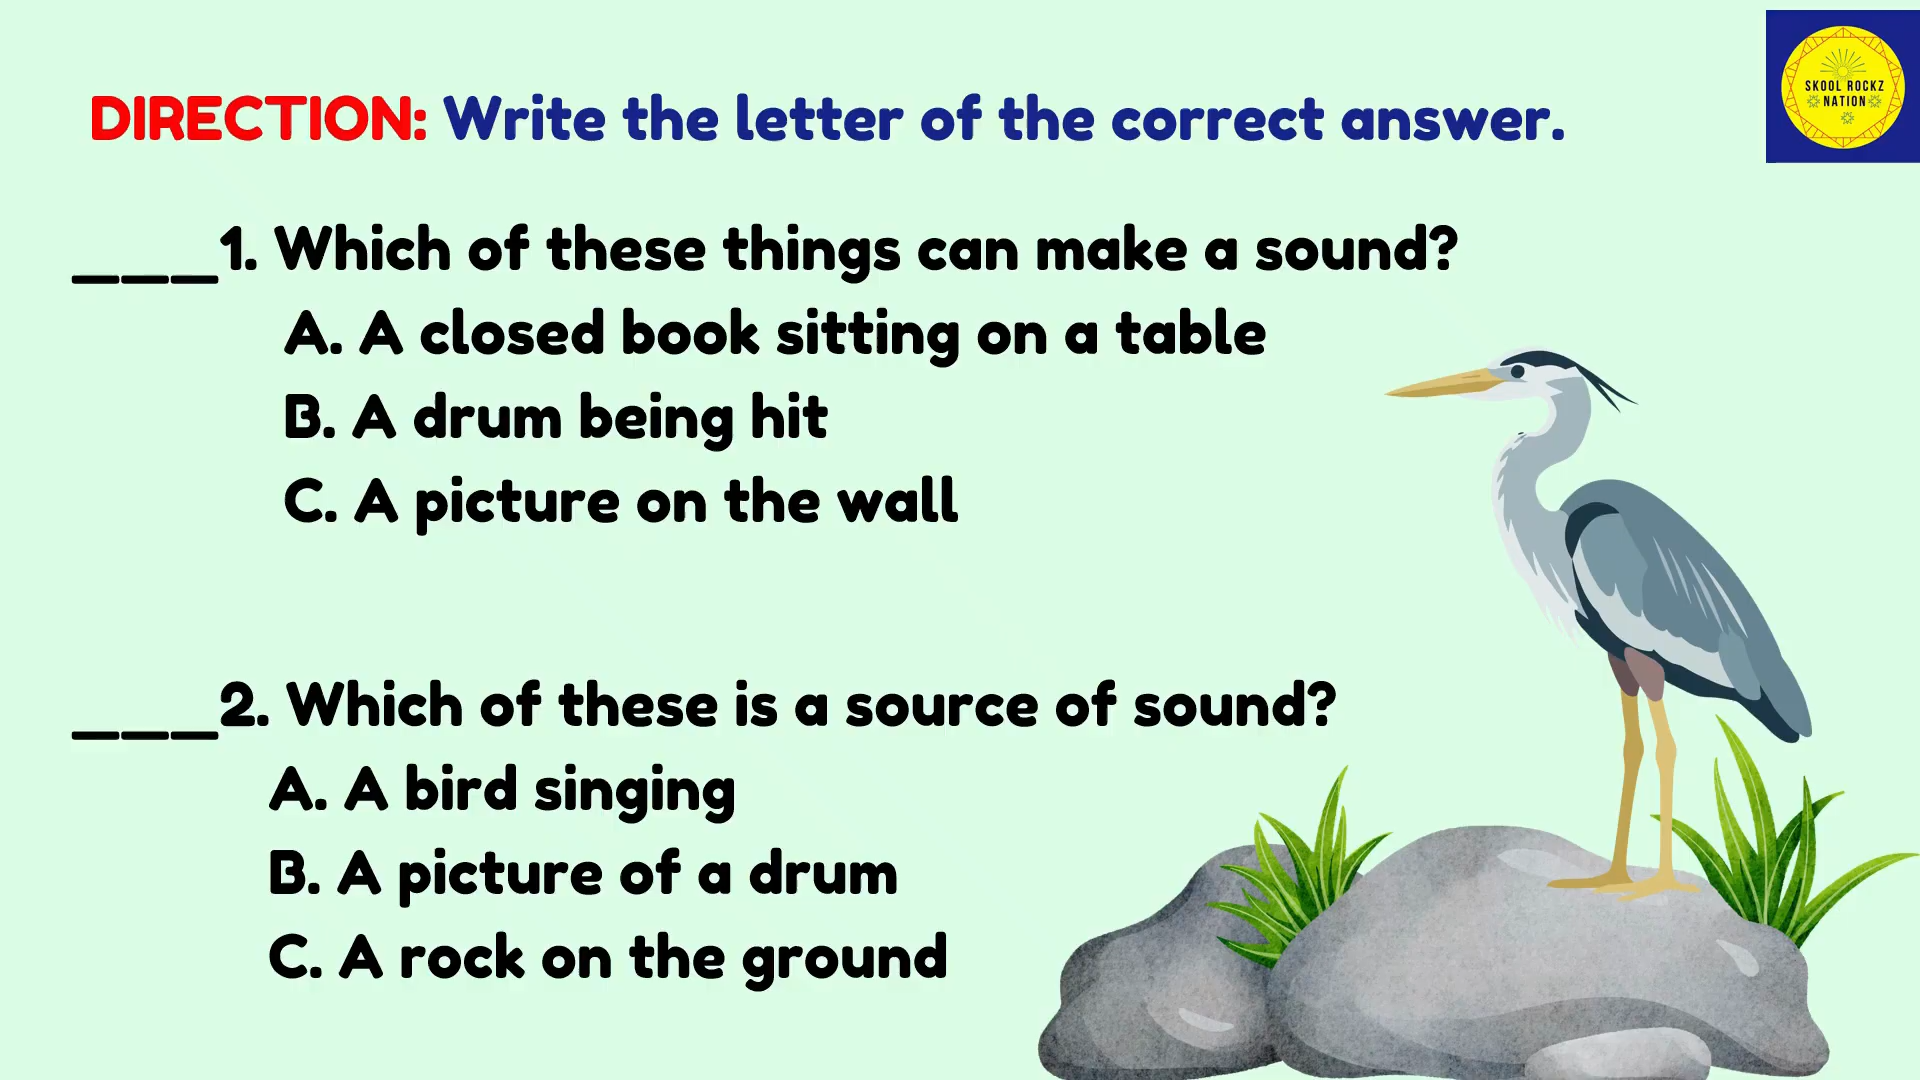 SKOOL ROCKZ
NATION
DIRECTION: Write the letter of the correct answer.
___1. Which of these things can make a sound?
A. A closed book sitting on a table
B. A drum being hit
C. A picture on the wall
___2. Which of these is a source of sound?
A. A bird singing
B. A picture of a drum
C. A rock on the ground